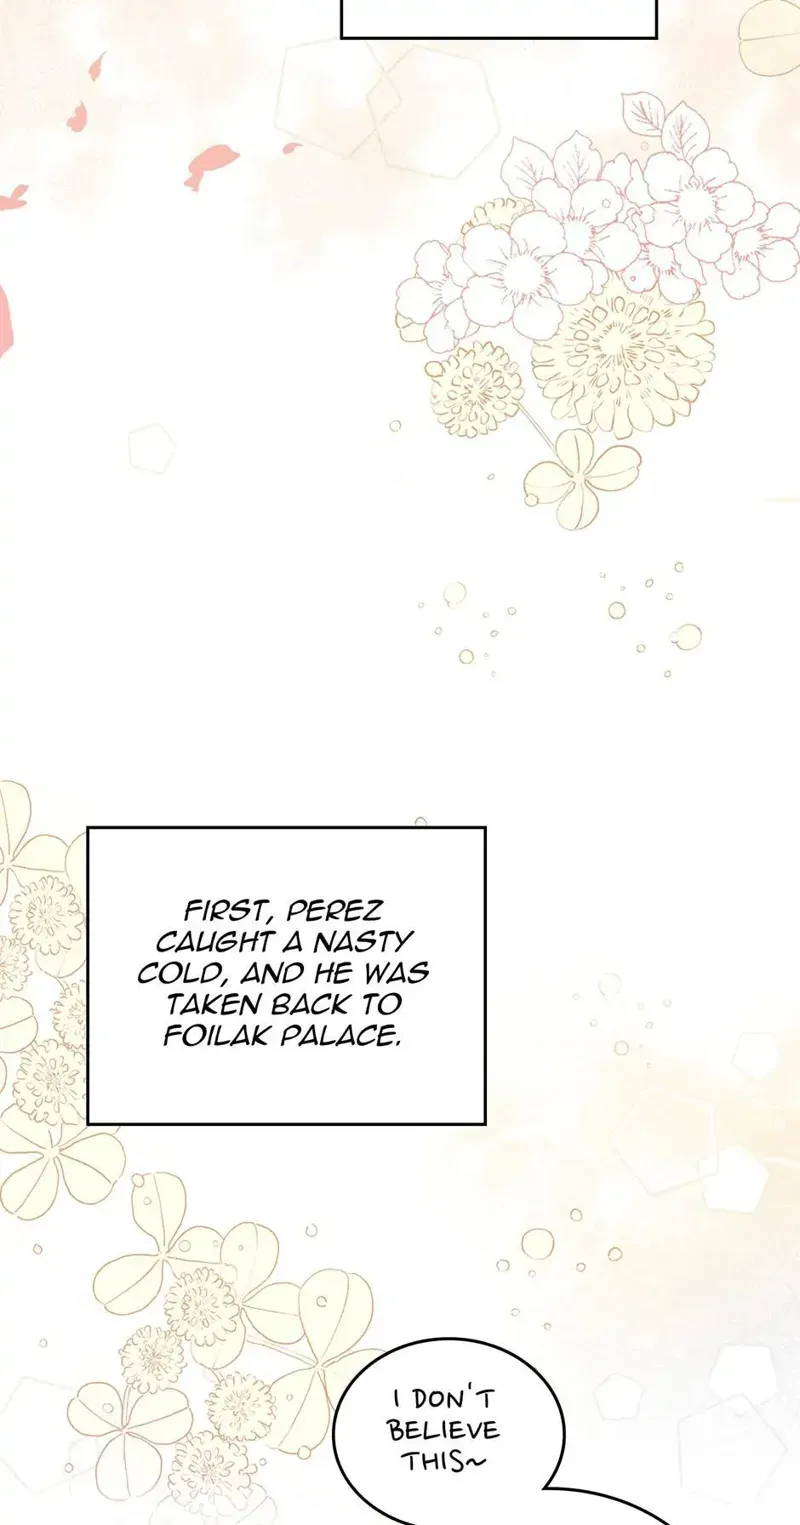 FIRST, PEREZ
CAUGHT A NASTY
COLD, AND HE WAS
TAKEN BACK TO
FOILAK PALACE.
I DON'T
BELIEVE
THIS~